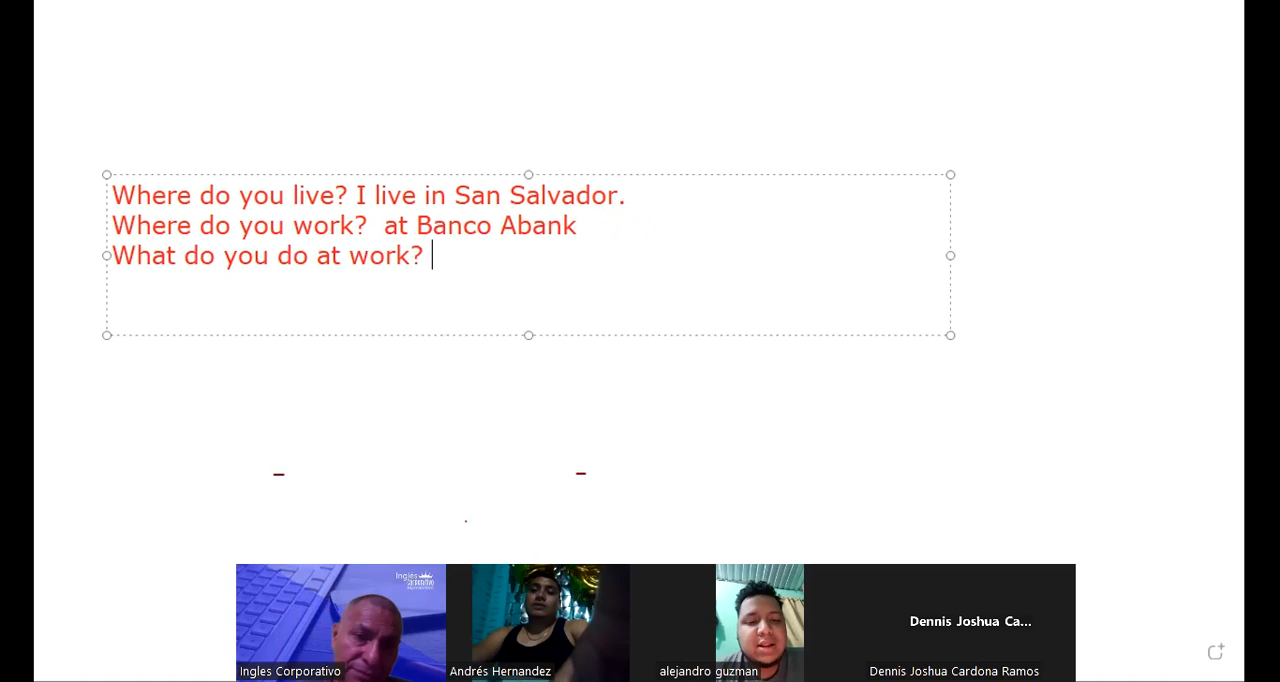 Where do you live? I live in San Salvador.
Where do you work?  at Banco Abank
What do you do at work?
Inglés
Dennis Joshua Ca...
Ingles Corporativo
Andrés Hernandez
alejandro guzman
Dennis Joshua Cardona Ramos